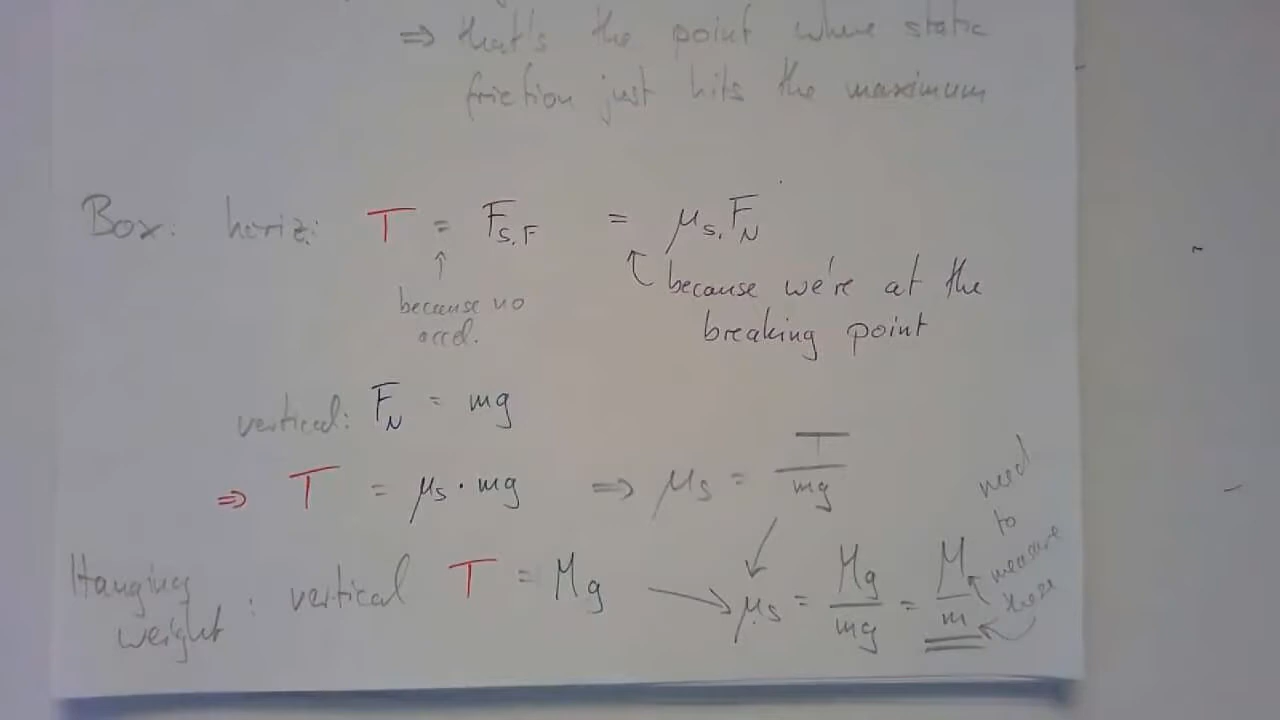 ⇒ that's the point where static
friction just hits the maximum
Box: horiz: T = F_S,F = μ_s · F_N
↑ because no accel.
↖ because we're at the
breaking point
vertical: F_N = mg
⇒ T = μ_s · mg ⇒ μ_s = T/mg
Hanging weight: vertical T = Mg → μ_s = Mg/mg = M/m
need to measure these